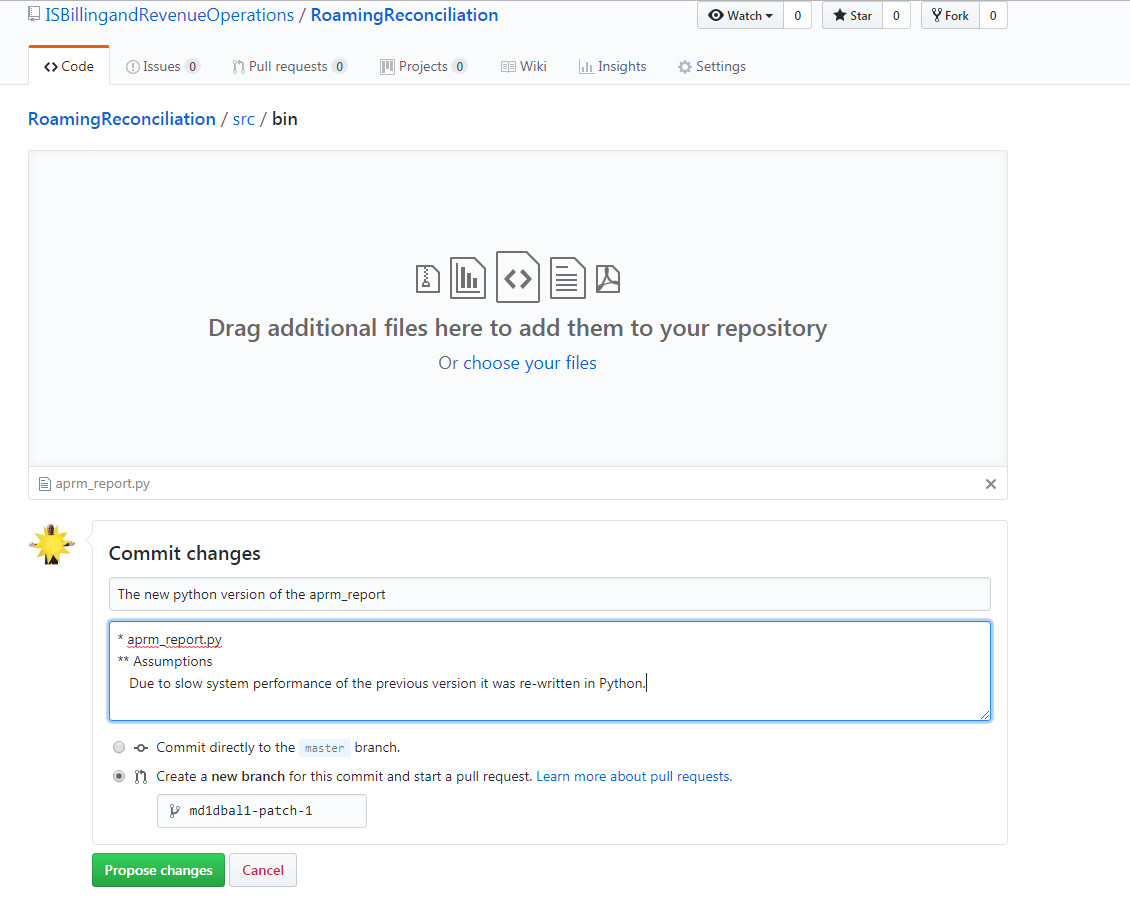 ISBillingandRevenueOperations / RoamingReconciliation
Watch 0 Star 0 Fork 0
Code Issues 0 Pull requests 0 Projects 0 Wiki Insights Settings
RoamingReconciliation / src / bin
Drag additional files here to add them to your repository
Or choose your files
aprm_report.py
Commit changes
The new python version of the aprm_report
* aprm_report.py
** Assumptions
Due to slow system performance of the previous version it was re-written in Python.
Commit directly to the master branch.
Create a new branch for this commit and start a pull request. Learn more about pull requests.
md1dbal1-patch-1
Propose changes Cancel